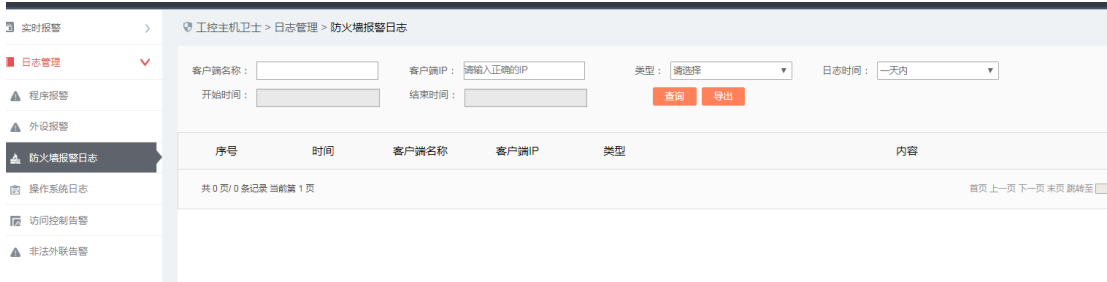 实时报警
日志管理
程序报警
外设报警
防火墙报警日志
操作系统日志
访问控制告警
非法外联告警
工控主机卫士 > 日志管理 > 防火墙报警日志
客户端名称： 客户端IP： 请输入正确的IP 类型： 请选择 日志时间： 一天内
开始时间： 结束时间： 查询 导出
序号 时间 客户端名称 客户端IP 类型 内容
共 0 页/ 0 条记录 当前第 1 页 首页 上一页 下一页 末页 跳转至